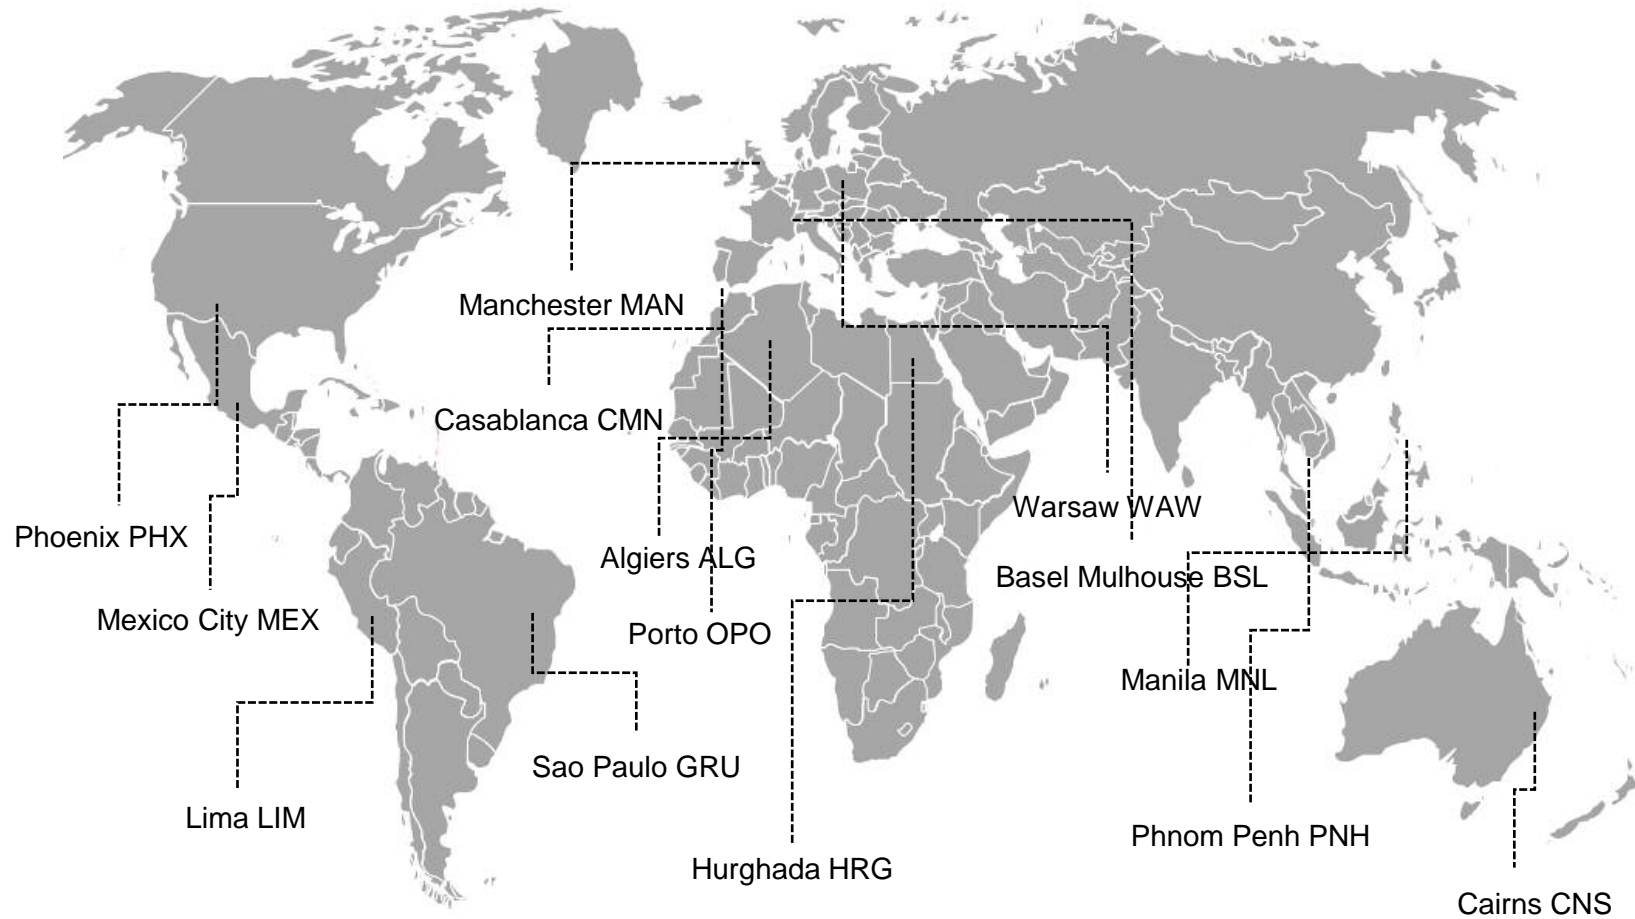 Manchester MAN
Casablanca CMN
Warsaw WAW
Phoenix PHX
Algiers ALG
Basel Mulhouse BSL
Mexico City MEX
Porto OPO
Manila MNL
Sao Paulo GRU
Lima LIM
Phnom Penh PNH
Hurghada HRG
Cairns CNS